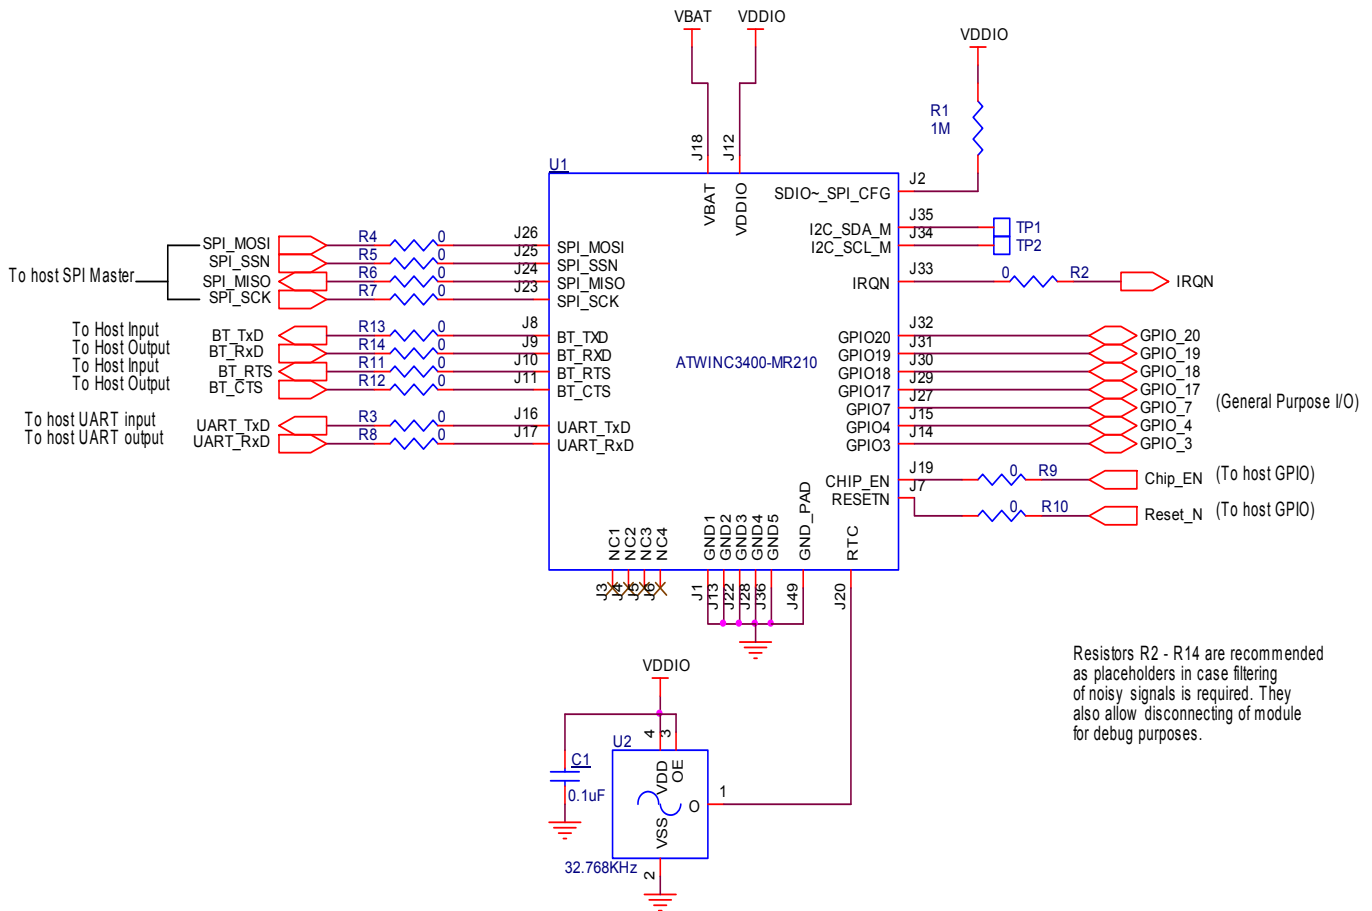 VBAT VDDIO
VDDIO
R1
1M
J18 J12
U1
J2
VBAT VDDIO
SDIO~_SPI_CFG
J35
I2C_SDA_M TP1
J34
I2C_SCL_M TP2
To host SPI Master
SPI_MOSI R4 0 J26 SPI_MOSI
SPI_SSN R5 0 J25 SPI_SSN
SPI_MISO R6 0 J24 SPI_MISO
SPI_SCK R7 0 J23 SPI_SCK
IRQN J33 0 R2 IRQN
To Host Input BT_TxD R13 0 J8 BT_TXD
To Host Output BT_RxD R14 0 J9 BT_RXD
To Host Input BT_RTS R11 0 J10 BT_RTS
To Host Output BT_CTS R12 0 J11 BT_CTS
ATWINC3400-MR210
GPIO20 J32 GPIO_20
GPIO19 J31 GPIO_19
GPIO18 J30 GPIO_18
GPIO17 J29 GPIO_17
GPIO7 J27 GPIO_7
GPIO4 J15 GPIO_4
GPIO3 J14 GPIO_3
(General Purpose I/O)
To host UART input UART_TxD R3 0 J16 UART_TxD
To host UART output UART_RxD R8 0 J17 UART_RxD
CHIP_EN J19 0 R9 Chip_EN (To host GPIO)
RESETN J7 0 R10 Reset_N (To host GPIO)
NC1 NC2 NC3 NC4 GND1 GND2 GND3 GND4 GND5 GND_PAD RTC
J3 J4 J5 J6 J1 J13 J22 J28 J36 J49 J20
Resistors R2 - R14 are recommended
as placeholders in case filtering
of noisy signals is required. They
also allow disconnecting of module
for debug purposes.
VDDIO
U2 4 3
C1
0.1uF
VDD OE
O 1
VSS
32.768KHz 2